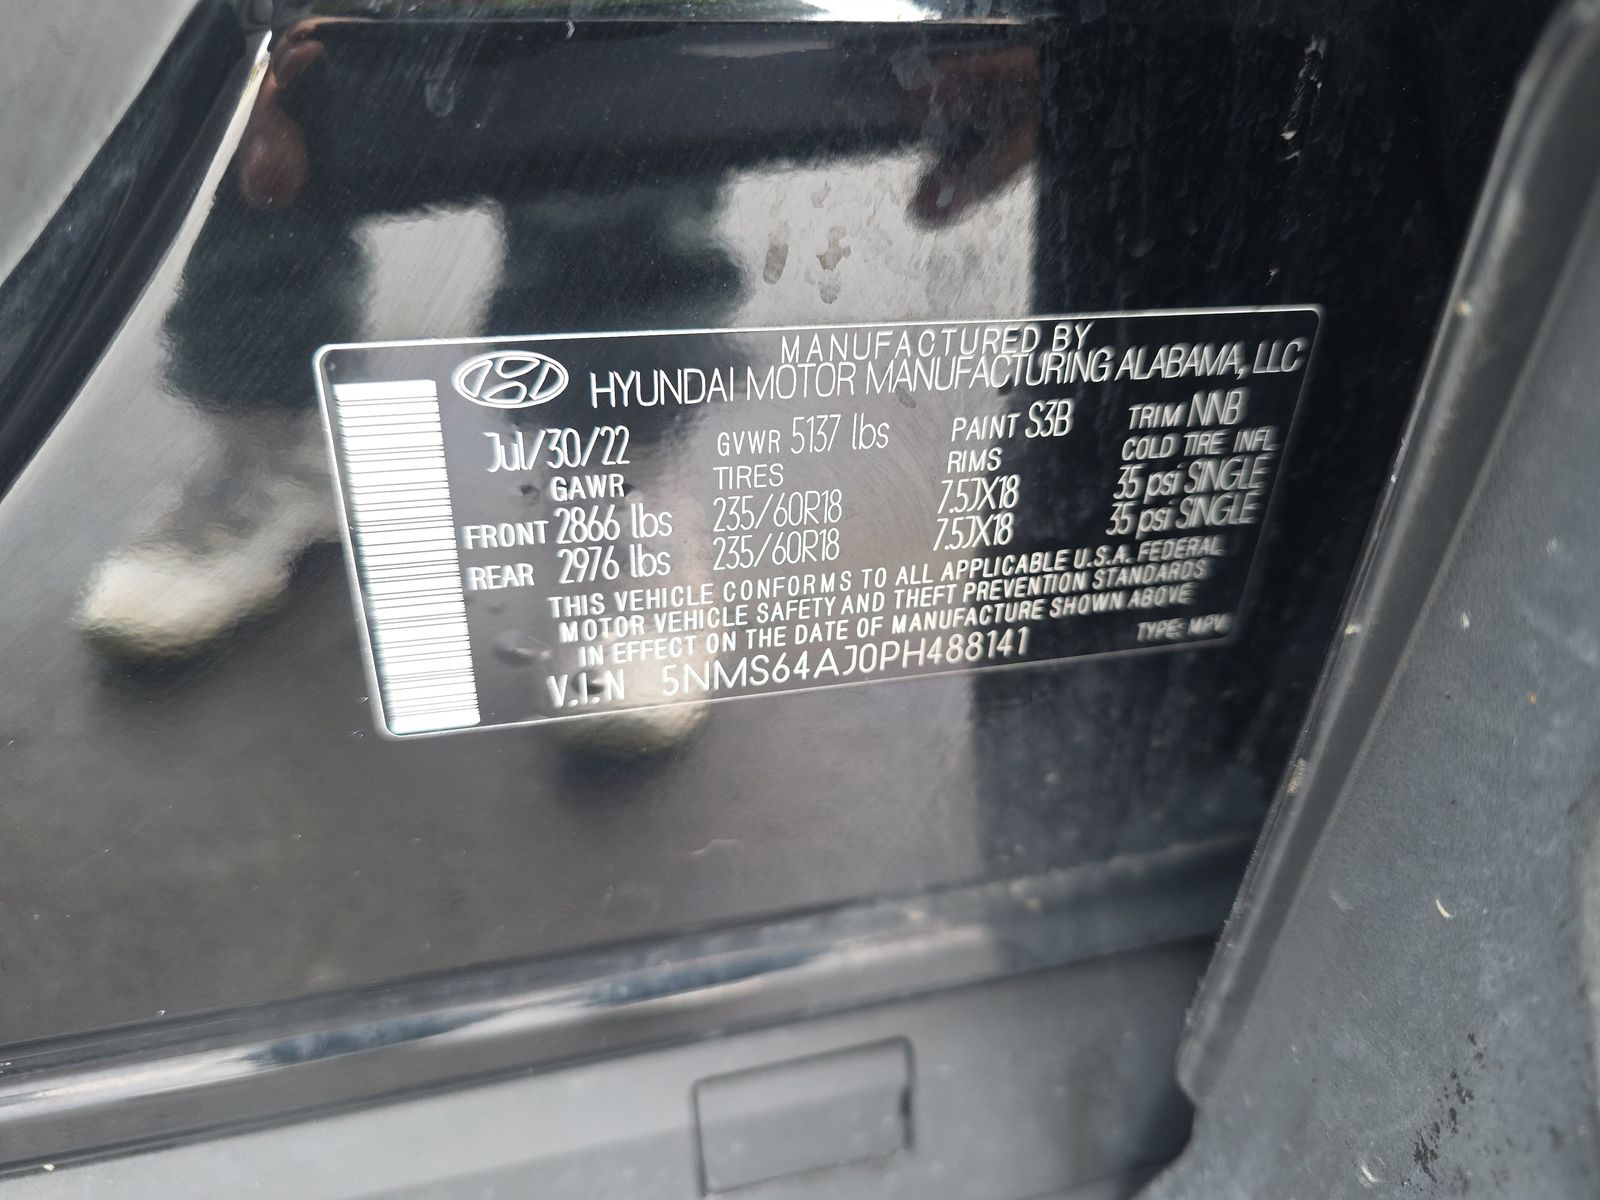 MANUFACTURED BY
HYUNDAI MOTOR MANUFACTURING ALABAMA, LLC
Jul/30/22 GVWR 5137 lbs PAINT S3B TRIM NNB
GAWR TIRES RIMS COLD TIRE INFL
FRONT 2866 lbs 235/60R18 7.5JX18 35 psi SINGLE
REAR 2976 lbs 235/60R18 7.5JX18 35 psi SINGLE
THIS VEHICLE CONFORMS TO ALL APPLICABLE U.S.A. FEDERAL
MOTOR VEHICLE SAFETY AND THEFT PREVENTION STANDARDS
IN EFFECT ON THE DATE OF MANUFACTURE SHOWN ABOVE
V.I.N 5NMS64AJ0PH488141 TYPE: MPV